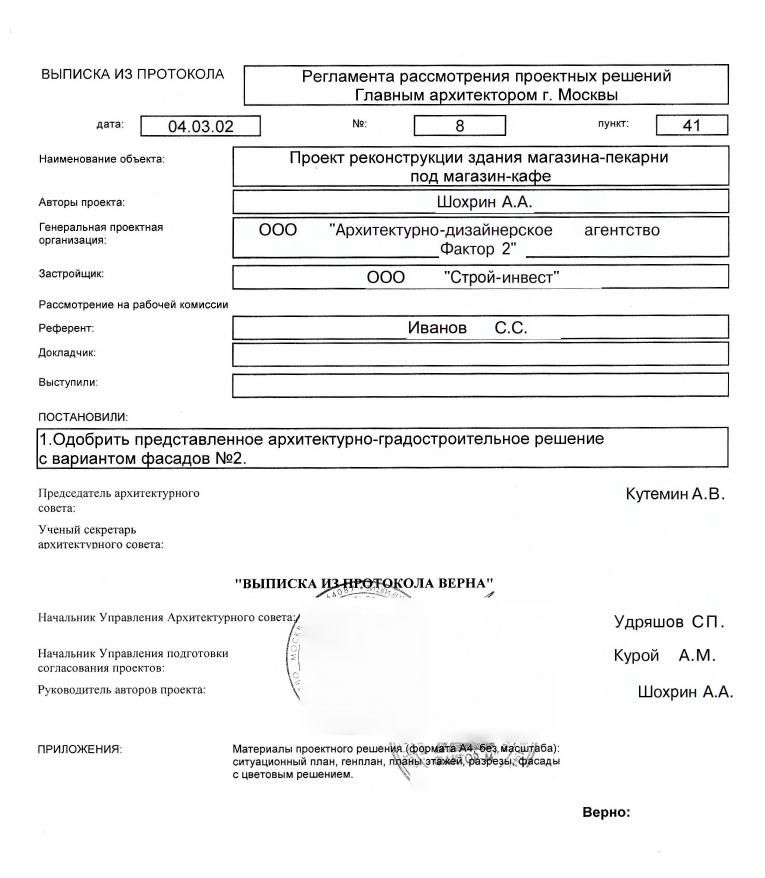 ВЫПИСКА ИЗ ПРОТОКОЛА
Регламента рассмотрения проектных решений
Главным архитектором г. Москвы
дата: 04.03.02 №: 8 пункт: 41
Наименование объекта:
Проект реконструкции здания магазина-пекарни
под магазин-кафе
Авторы проекта: Шохрин А.А.
Генеральная проектная
организация:
ООО "Архитектурно-дизайнерское агентство
Фактор 2"
Застройщик: ООО "Строй-инвест"
Рассмотрение на рабочей комиссии
Референт: Иванов С.С.
Докладчик:
Выступили:
ПОСТАНОВИЛИ:
1.Одобрить представленное архитектурно-градостроительное решение
с вариантом фасадов №2.
Председатель архитектурного
совета:
Кутемин А.В.
Ученый секретарь
архитектурного совета:
"ВЫПИСКА ИЗ ПРОТОКОЛА ВЕРНА"
Начальник Управления Архитектурного совета: Удряшов СП.
Начальник Управления подготовки
согласования проектов:
Курой А.М.
Руководитель авторов проекта: Шохрин А.А.
ПРИЛОЖЕНИЯ:
Материалы проектного решения (формата А4, без масштаба):
ситуационный план, генплан, планы этажей, разрезы, фасады
с цветовым решением.
Верно: